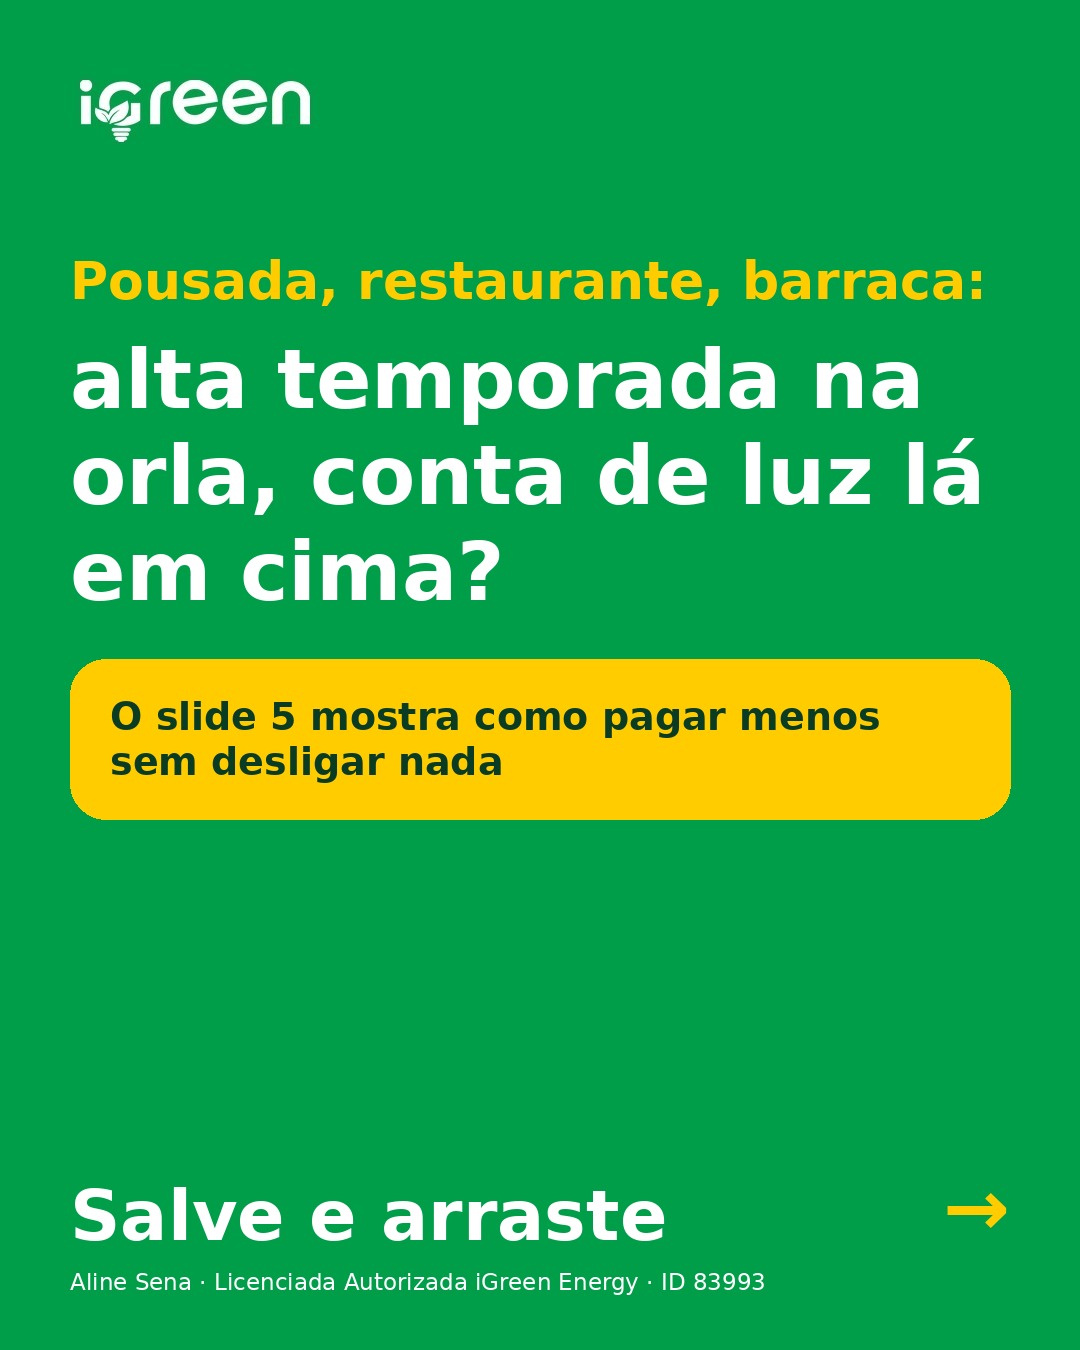 igreen
Pousada, restaurante, barraca:
alta temporada na
orla, conta de luz lá
em cima?
O slide 5 mostra como pagar menos
sem desligar nada
Salve e arraste →
Aline Sena · Licenciada Autorizada iGreen Energy · ID 83993